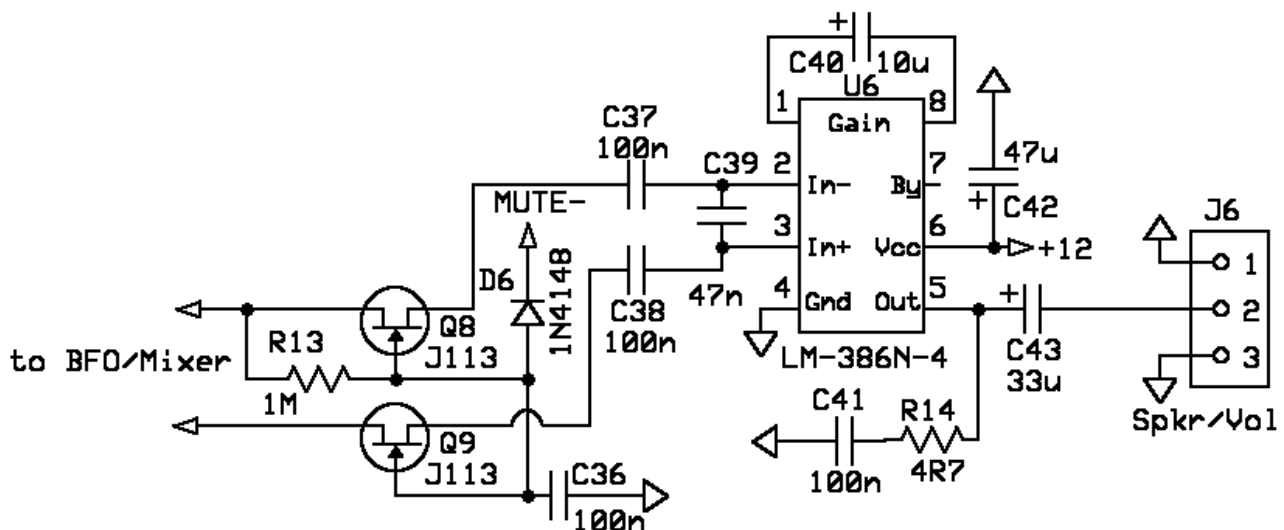 C40 10u
U6
1
8
Gain
C37
100n
C39
2
In-
7
By
47u
C42
MUTE-
3
In+
6
Vcc
+12
J6
1
D6
1N4148
C38
100n
47n
4
Gnd
Out
5
2
Q8
J113
R13
1M
to BFO/Mixer
LM-386N-4
C43
33u
3
Spkr/Vol
C41
100n
R14
4R7
Q9
J113
C36
100n
+
+
+